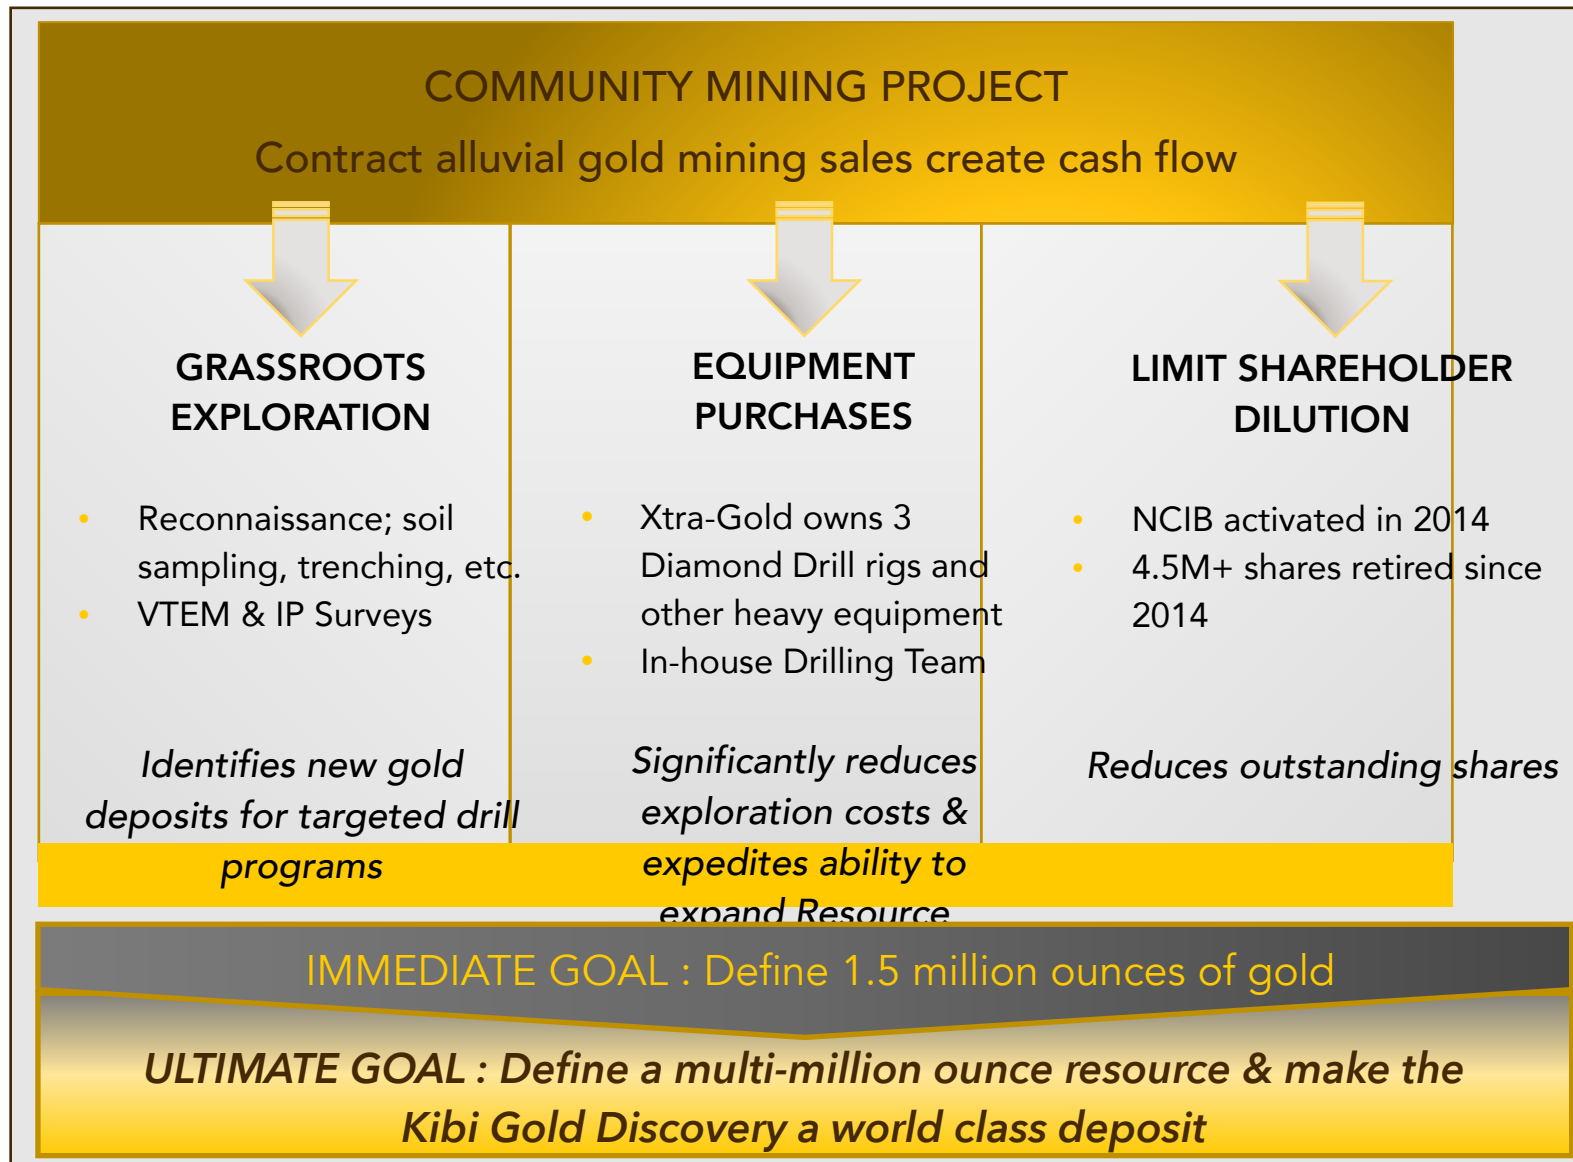 COMMUNITY MINING PROJECT
Contract alluvial gold mining sales create cash flow
GRASSROOTS
EXPLORATION
• Reconnaissance; soil
sampling, trenching, etc.
• VTEM & IP Surveys
Identifies new gold
deposits for targeted drill
programs
EQUIPMENT
PURCHASES
• Xtra-Gold owns 3
Diamond Drill rigs and
other heavy equipment
• In-house Drilling Team
Significantly reduces
exploration costs &
expedites ability to
expand Resource
LIMIT SHAREHOLDER
DILUTION
• NCIB activated in 2014
• 4.5M+ shares retired since
2014
Reduces outstanding shares
IMMEDIATE GOAL : Define 1.5 million ounces of gold
ULTIMATE GOAL : Define a multi-million ounce resource & make the
Kibi Gold Discovery a world class deposit